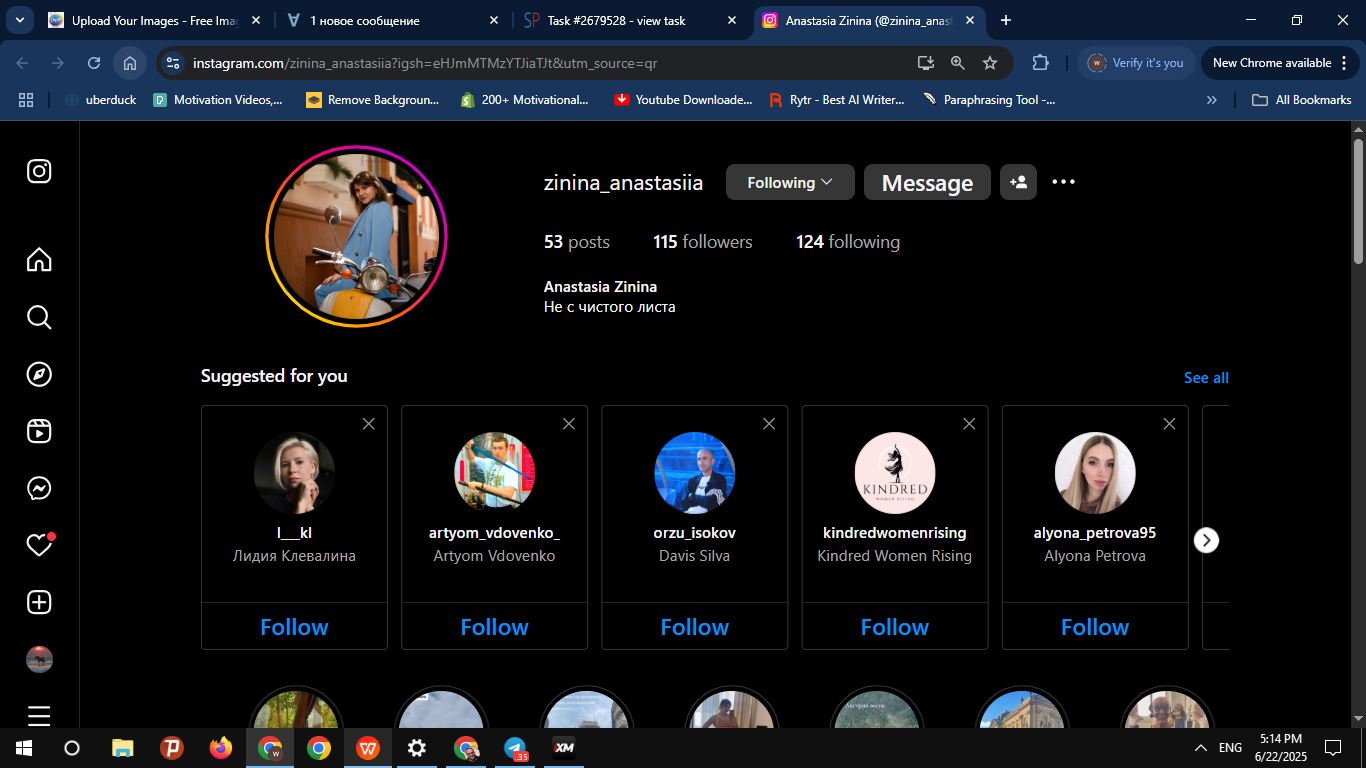 Upload Your Images - Free Ima
1 новое сообщение
SP Task #2679528 - view task
Anastasia Zinina (@zinina_anast
instagram.com/zinina_anastasiia?igsh=eHJmMTMzYTJiaTJt&utm_source=qr
W Verify it's you
New Chrome available
uberduck
Motivation Videos,...
Remove Backgroun...
200+ Motivational...
Youtube Downloade...
Rytr - Best AI Writer...
Paraphrasing Tool -...
All Bookmarks
zinina_anastasiia
Following
Message
53 posts
115 followers
124 following
Anastasia Zinina
Не с чистого листа
Suggested for you
See all
l___kl
Лидия Клевалина
Follow
artyom_vdovenko_
Artyom Vdovenko
Follow
orzu_isokov
Davis Silva
Follow
KINDRED
WOMEN RISING
kindredwomenrising
Kindred Women Rising
Follow
alyona_petrova95
Alyona Petrova
Follow
Австрия весна
35
XM
ENG
5:14 PM
6/22/2025